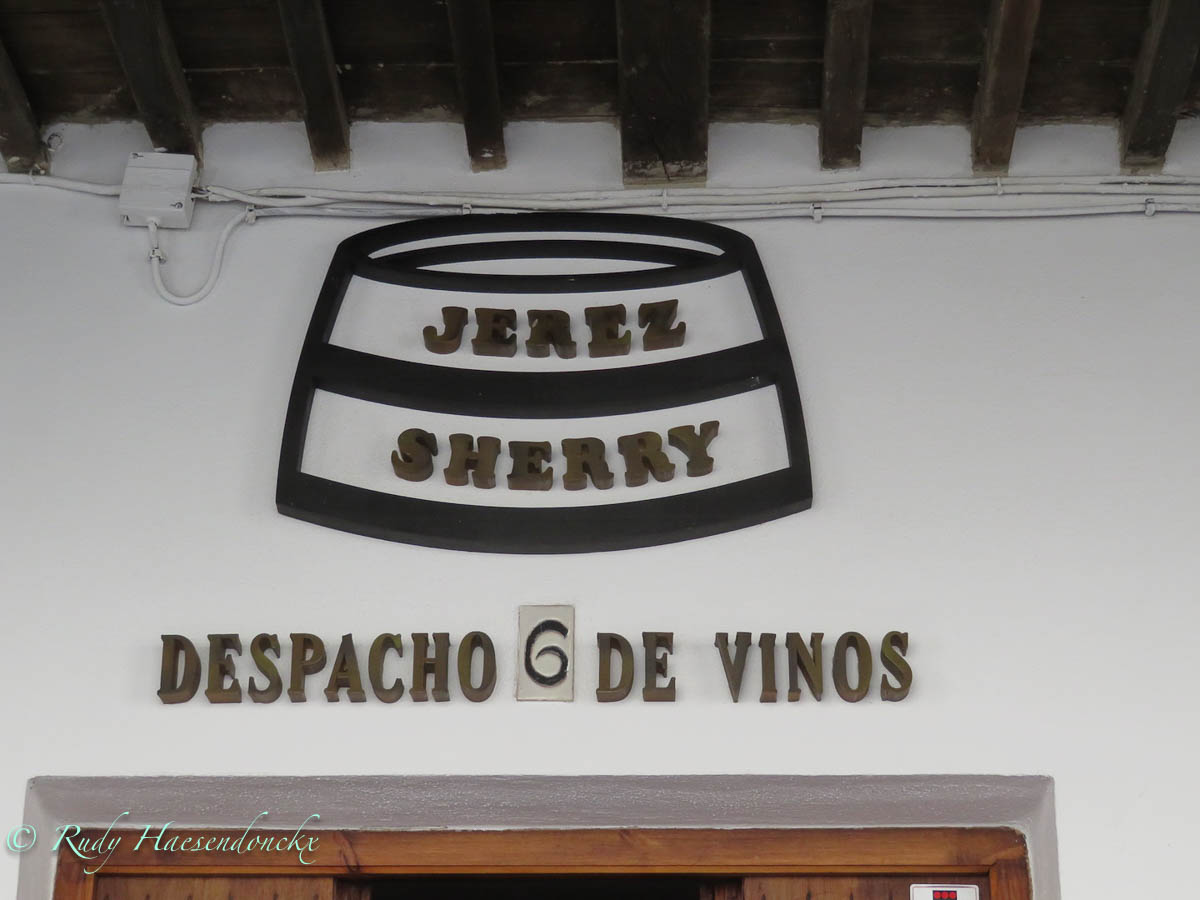 JEREZ
SHERRY
DESPACHO 6 DE VINOS
© Rudy Haesendonckx